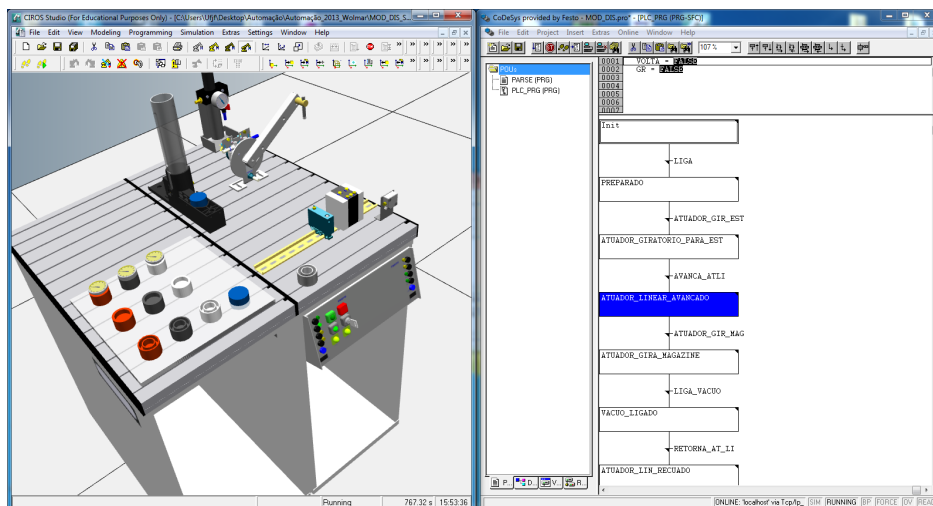 CIROS Studio (For Educational Purposes Only) - [C:\Users\Ufjf\Desktop\Automação\Automação_2013_Wolmar\MOD_DIS_S...
File Edit View Modeling Programming Simulation Extras Settings Window Help
Running 767.32 s 15:53:36
CoDeSys provided by Festo - MOD_DIS.pro* - [PLC_PRG (PRG-SFC)]
File Edit Project Insert Extras Online Window Help
107 %
POUs
PARSE (PRG)
PLC_PRG (PRG)
P... D... V... R...
0001 VOLTA = FALSE
0002 GR = FALSE
0003
0004
0005
0006
0007
Init
LIGA
PREPARADO
ATUADOR_GIR_EST
ATUADOR_GIRATORIO_PARA_EST
AVANCA_ATLI
ATUADOR_LINEAR_AVANCADO
ATUADOR_GIR_MAG
ATUADOR_GIRA_MAGAZINE
LIGA_VACUO
VACUO_LIGADO
RETORNA_AT_LI
ATUADOR_LIN_RECUADO
ONLINE: 'localhost' via Tcp/Ip_ SIM RUNNING BP FORCE OV READ